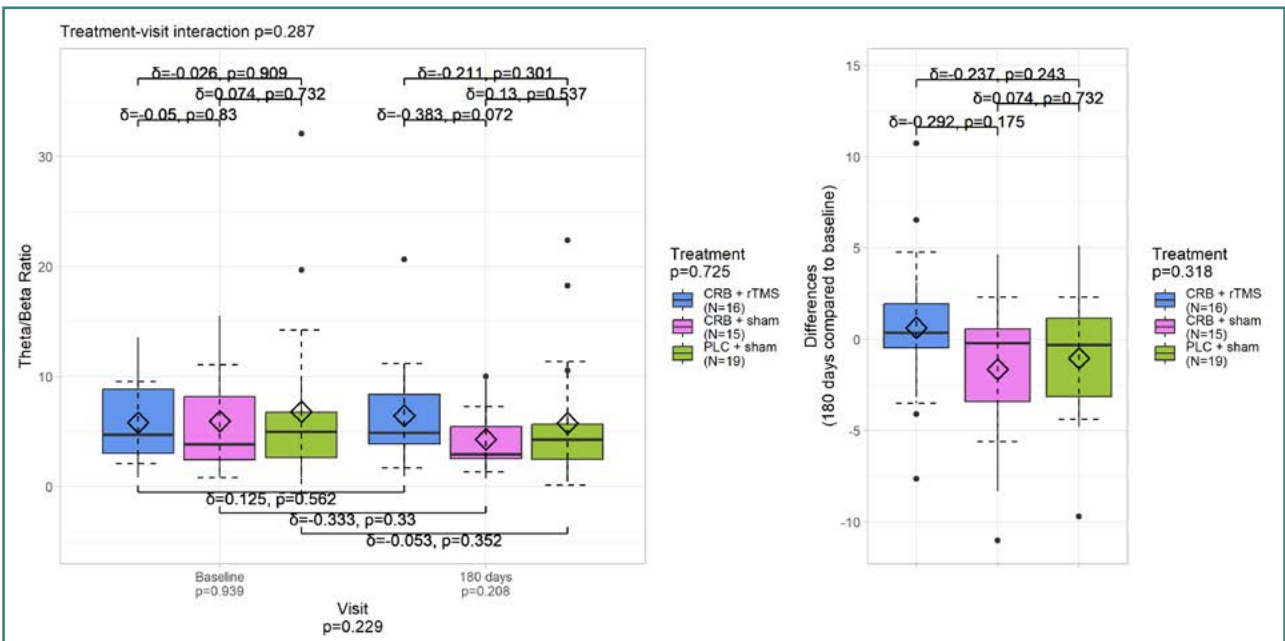 Treatment-visit interaction p=0.287
δ=-0.026, p=0.909
δ=0.074, p=0.732
δ=-0.05, p=0.83
δ=-0.211, p=0.301
δ=0.13, p=0.537
δ=-0.383, p=0.072
30
20
10
0
Theta/Beta Ratio
δ=0.125, p=0.562
δ=-0.333, p=0.33
δ=-0.053, p=0.352
Baseline
p=0.939
180 days
p=0.208
Visit
p=0.229
Treatment
p=0.725
CRB + rTMS
(N=16)
CRB + sham
(N=15)
PLC + sham
(N=19)
δ=-0.237, p=0.243
δ=0.074, p=0.732
δ=-0.292, p=0.175
15
10
5
0
-5
-10
Differences
(180 days compared to baseline)
Treatment
p=0.318
CRB + rTMS
(N=16)
CRB + sham
(N=15)
PLC + sham
(N=19)